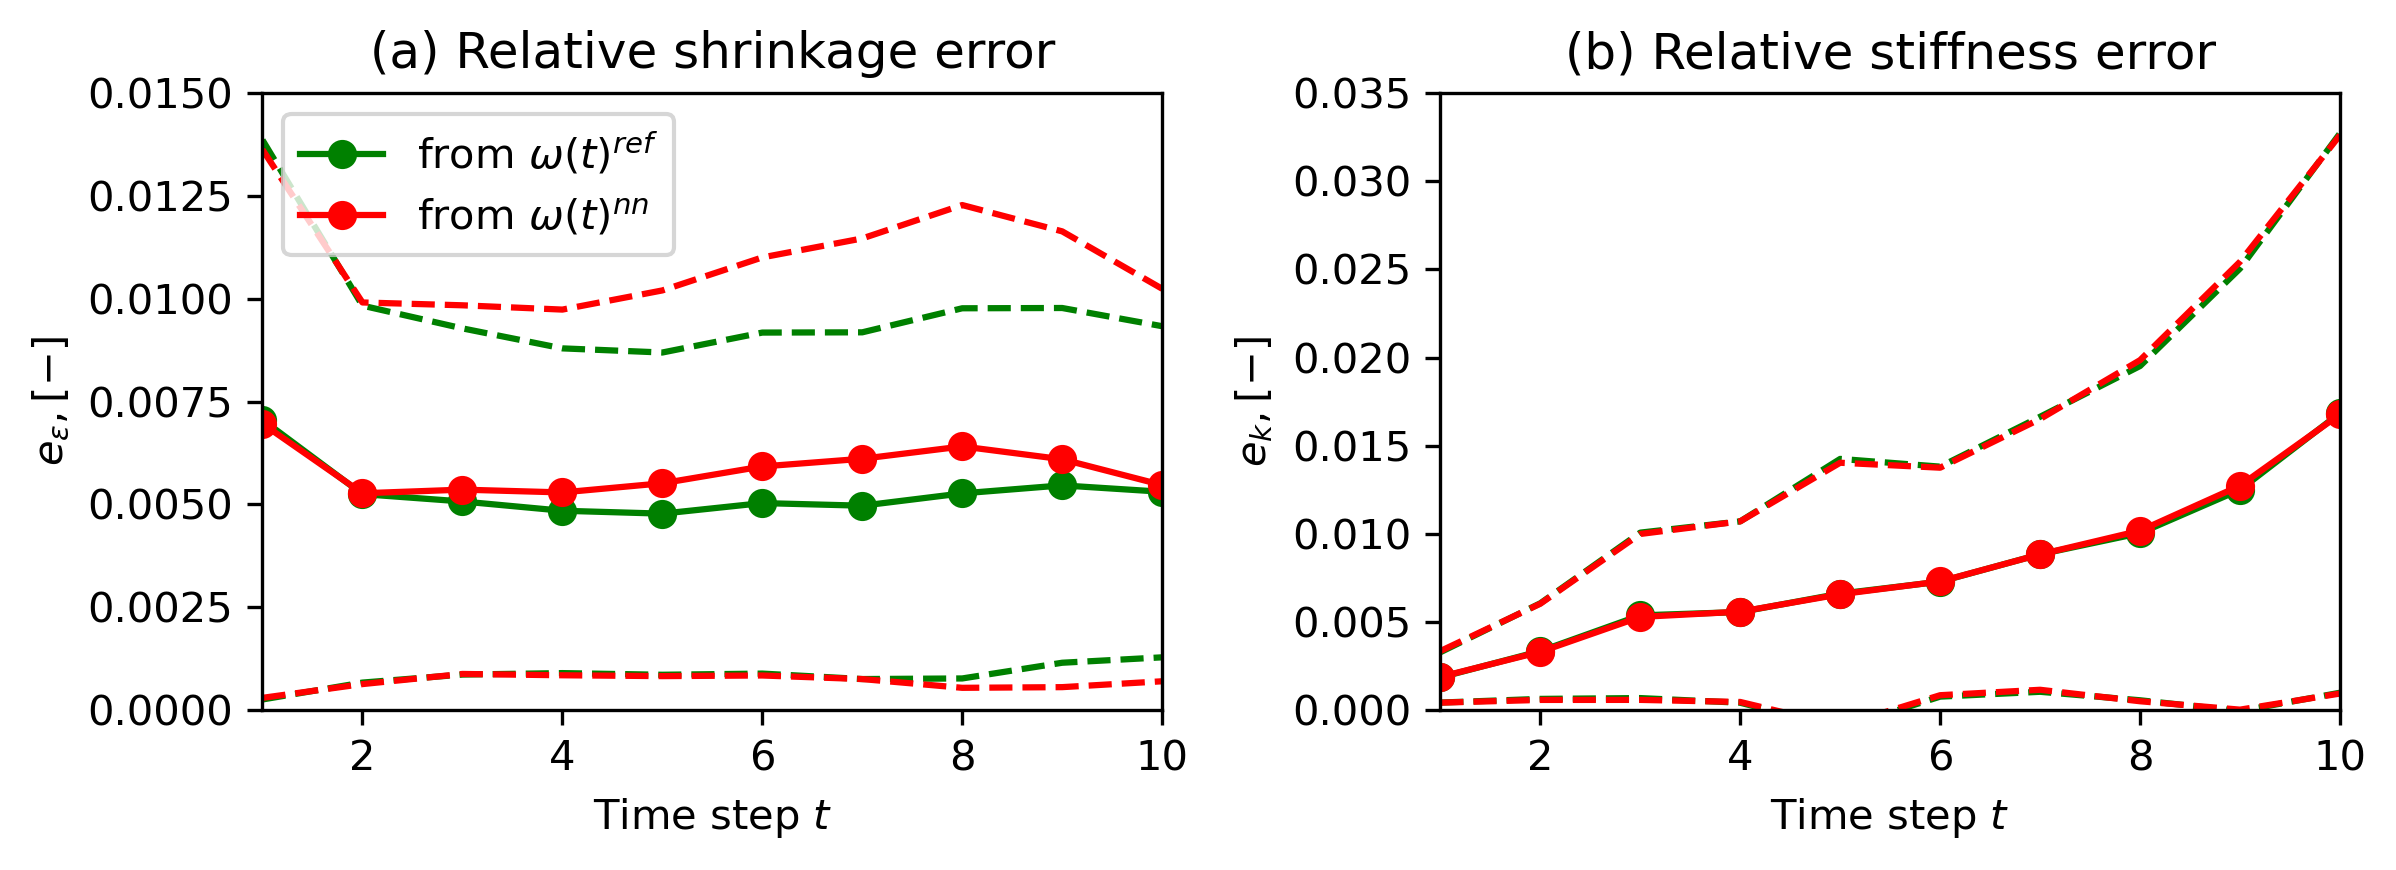 (a) Relative shrinkage error
0.0150
0.0125
0.0100
0.0075
0.0050
0.0025
0.0000
e_ε, [−]
from ω(t)^{ref}
from ω(t)^{nn}
2 4 6 8 10
Time step t
(b) Relative stiffness error
0.035
0.030
0.025
0.020
0.015
0.010
0.005
0.000
e_k, [−]
2 4 6 8 10
Time step t